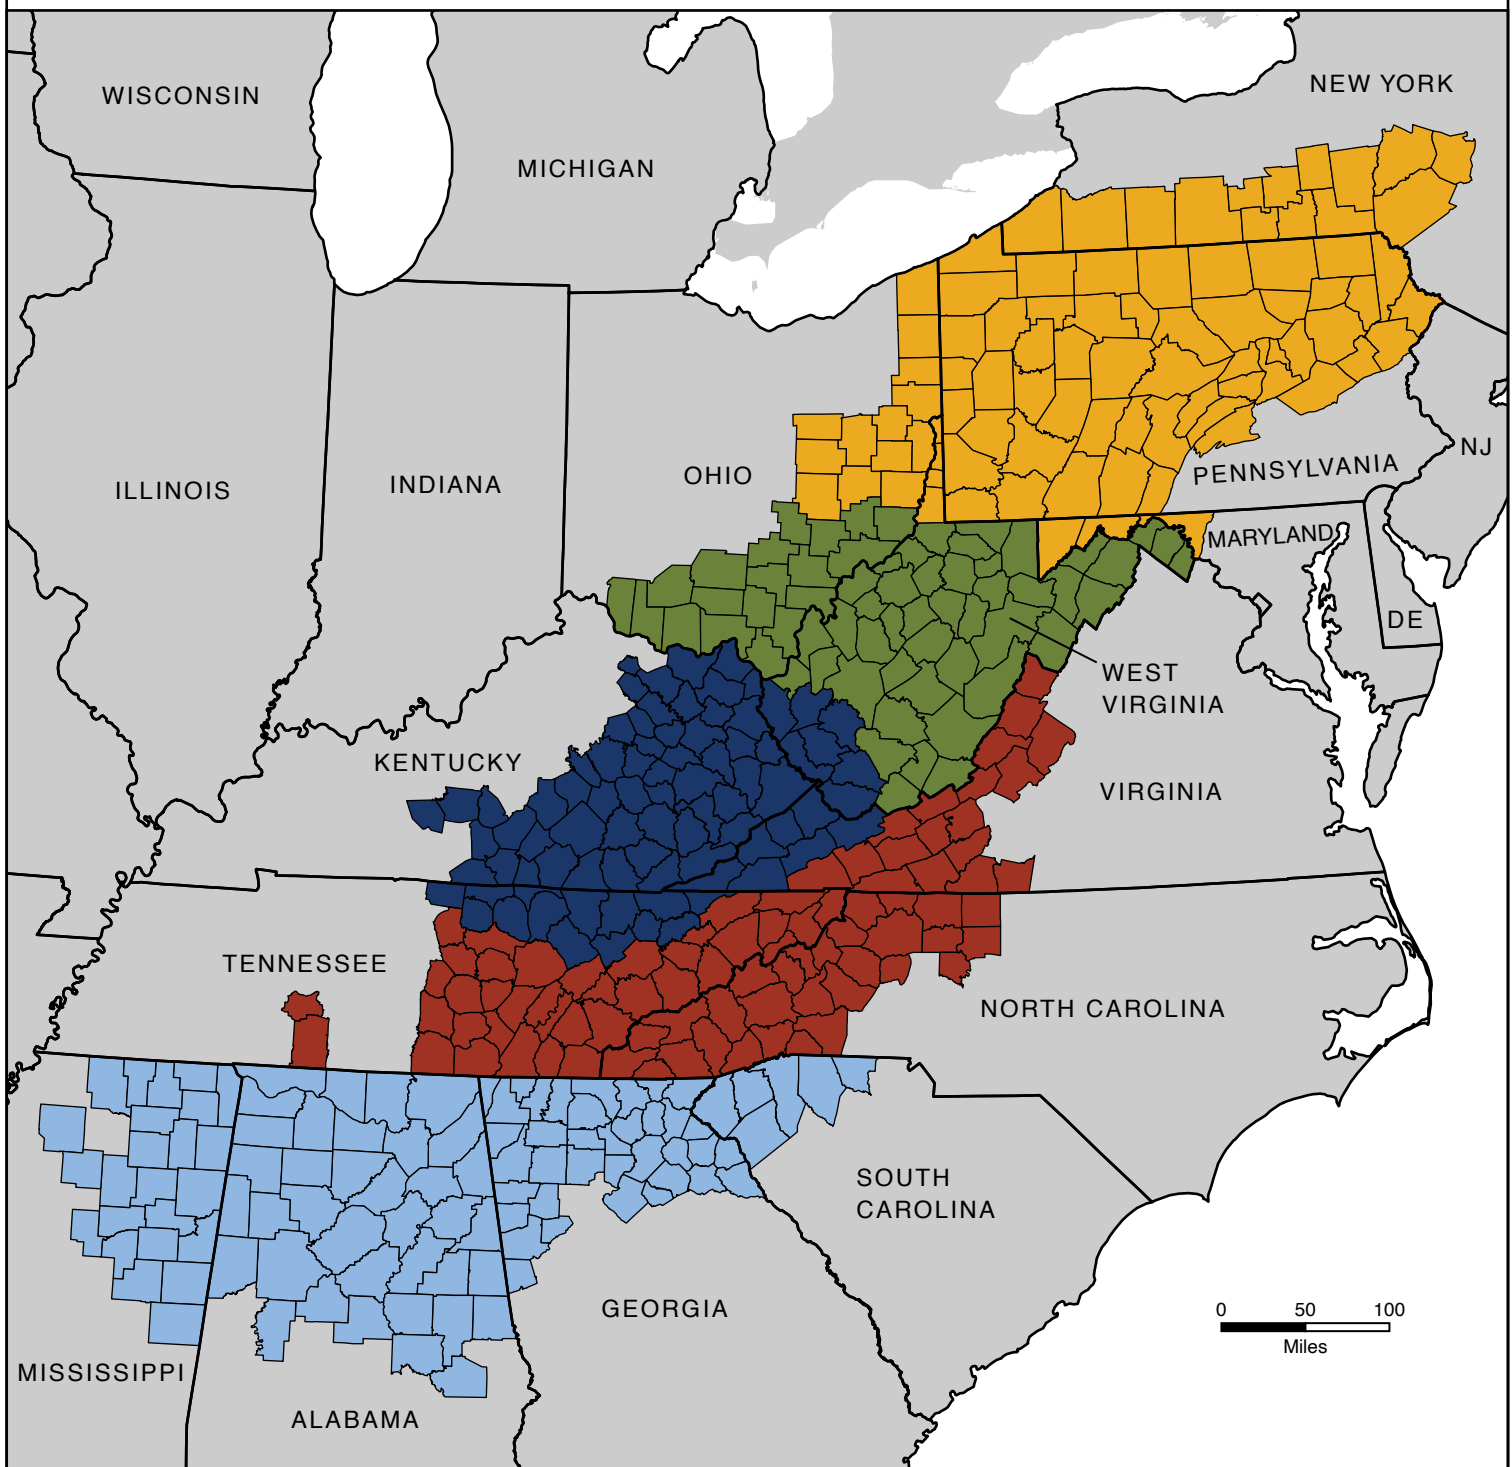 NEW YORK
WISCONSIN
MICHIGAN
NJ
PENNSYLVANIA
OHIO
INDIANA
ILLINOIS
MARYLAND
DE
WEST
VIRGINIA
KENTUCKY
VIRGINIA
TENNESSEE
NORTH CAROLINA
SOUTH
CAROLINA
GEORGIA
0 50 100
Miles
MISSISSIPPI
ALABAMA